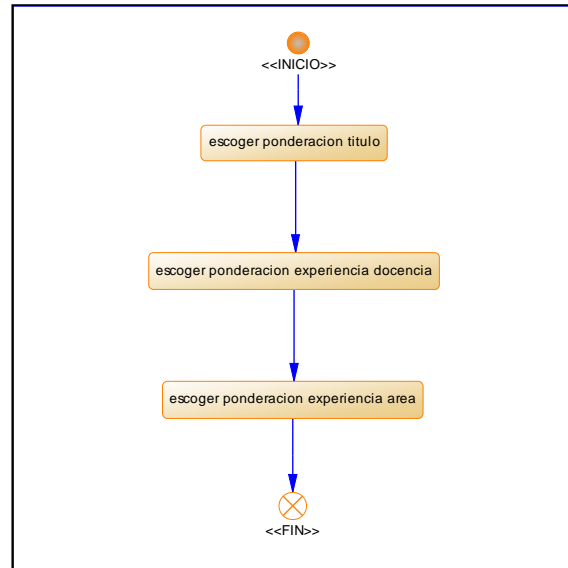 <<INICIO>>
escoger ponderacion titulo
escoger ponderacion experiencia docencia
escoger ponderacion experiencia area
<<FIN>>